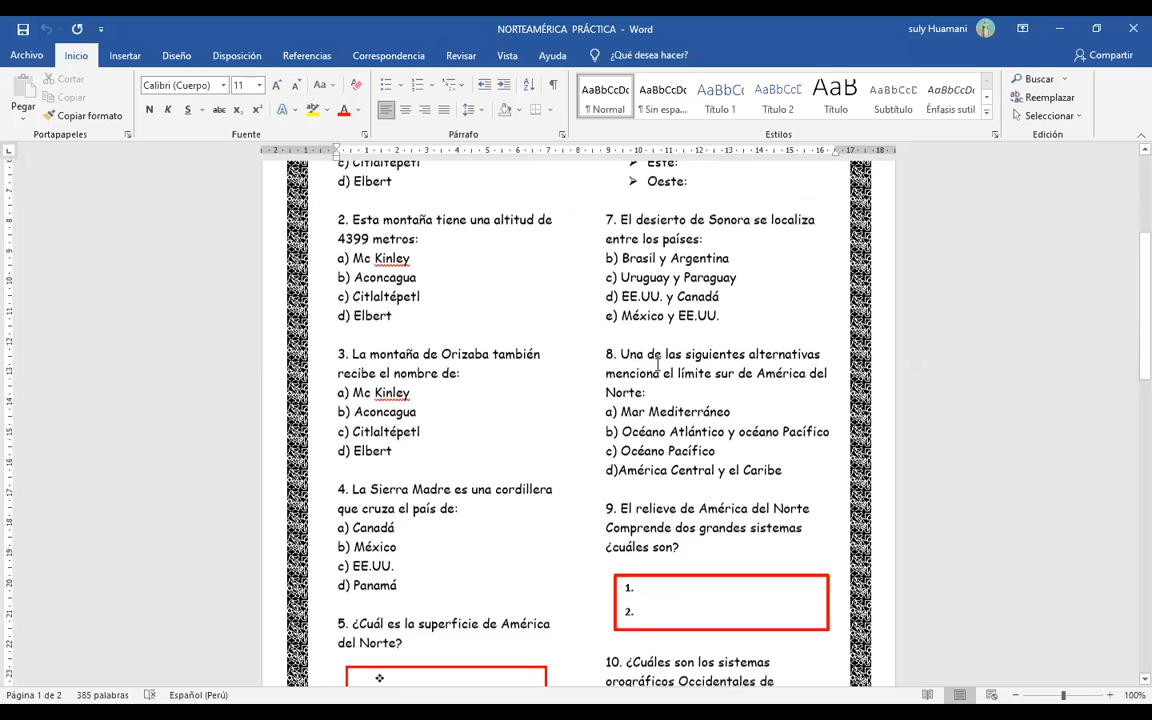 NORTEAMÉRICA PRÁCTICA - Word
suly Huamani
Archivo Inicio Insertar Diseño Disposición Referencias Correspondencia Revisar Vista Ayuda ¿Qué desea hacer? Compartir
Pegar
Cortar
Copiar
Copiar formato
Portapapeles
Calibri (Cuerpo) 11
N K S abc x₂ x²
Fuente
Párrafo
AaBbCcDc AaBbCcDc AaBbCc AaBbCcD AaB AaBbCcD AaBbCcDc
¶ Normal ¶ Sin espa... Título 1 Título 2 Título Subtítulo Énfasis sutil
Estilos
Buscar
Reemplazar
Seleccionar
Edición
c) Citlaltépetl
d) Elbert
2. Esta montaña tiene una altitud de
4399 metros:
a) Mc Kinley
b) Aconcagua
c) Citlaltépetl
d) Elbert
3. La montaña de Orizaba también
recibe el nombre de:
a) Mc Kinley
b) Aconcagua
c) Citlaltépetl
d) Elbert
4. La Sierra Madre es una cordillera
que cruza el país de:
a) Canadá
b) México
c) EE.UU.
d) Panamá
5. ¿Cuál es la superficie de América
del Norte?
➢ Este:
➢ Oeste:
7. El desierto de Sonora se localiza
entre los países:
b) Brasil y Argentina
c) Uruguay y Paraguay
d) EE.UU. y Canadá
e) México y EE.UU.
8. Una de las siguientes alternativas
menciona el límite sur de América del
Norte:
a) Mar Mediterráneo
b) Océano Atlántico y océano Pacífico
c) Océano Pacífico
d)América Central y el Caribe
9. El relieve de América del Norte
Comprende dos grandes sistemas
¿cuáles son?
1.
2.
10. ¿Cuáles son los sistemas
orográficos Occidentales de
Página 1 de 2 385 palabras Español (Perú) 100%